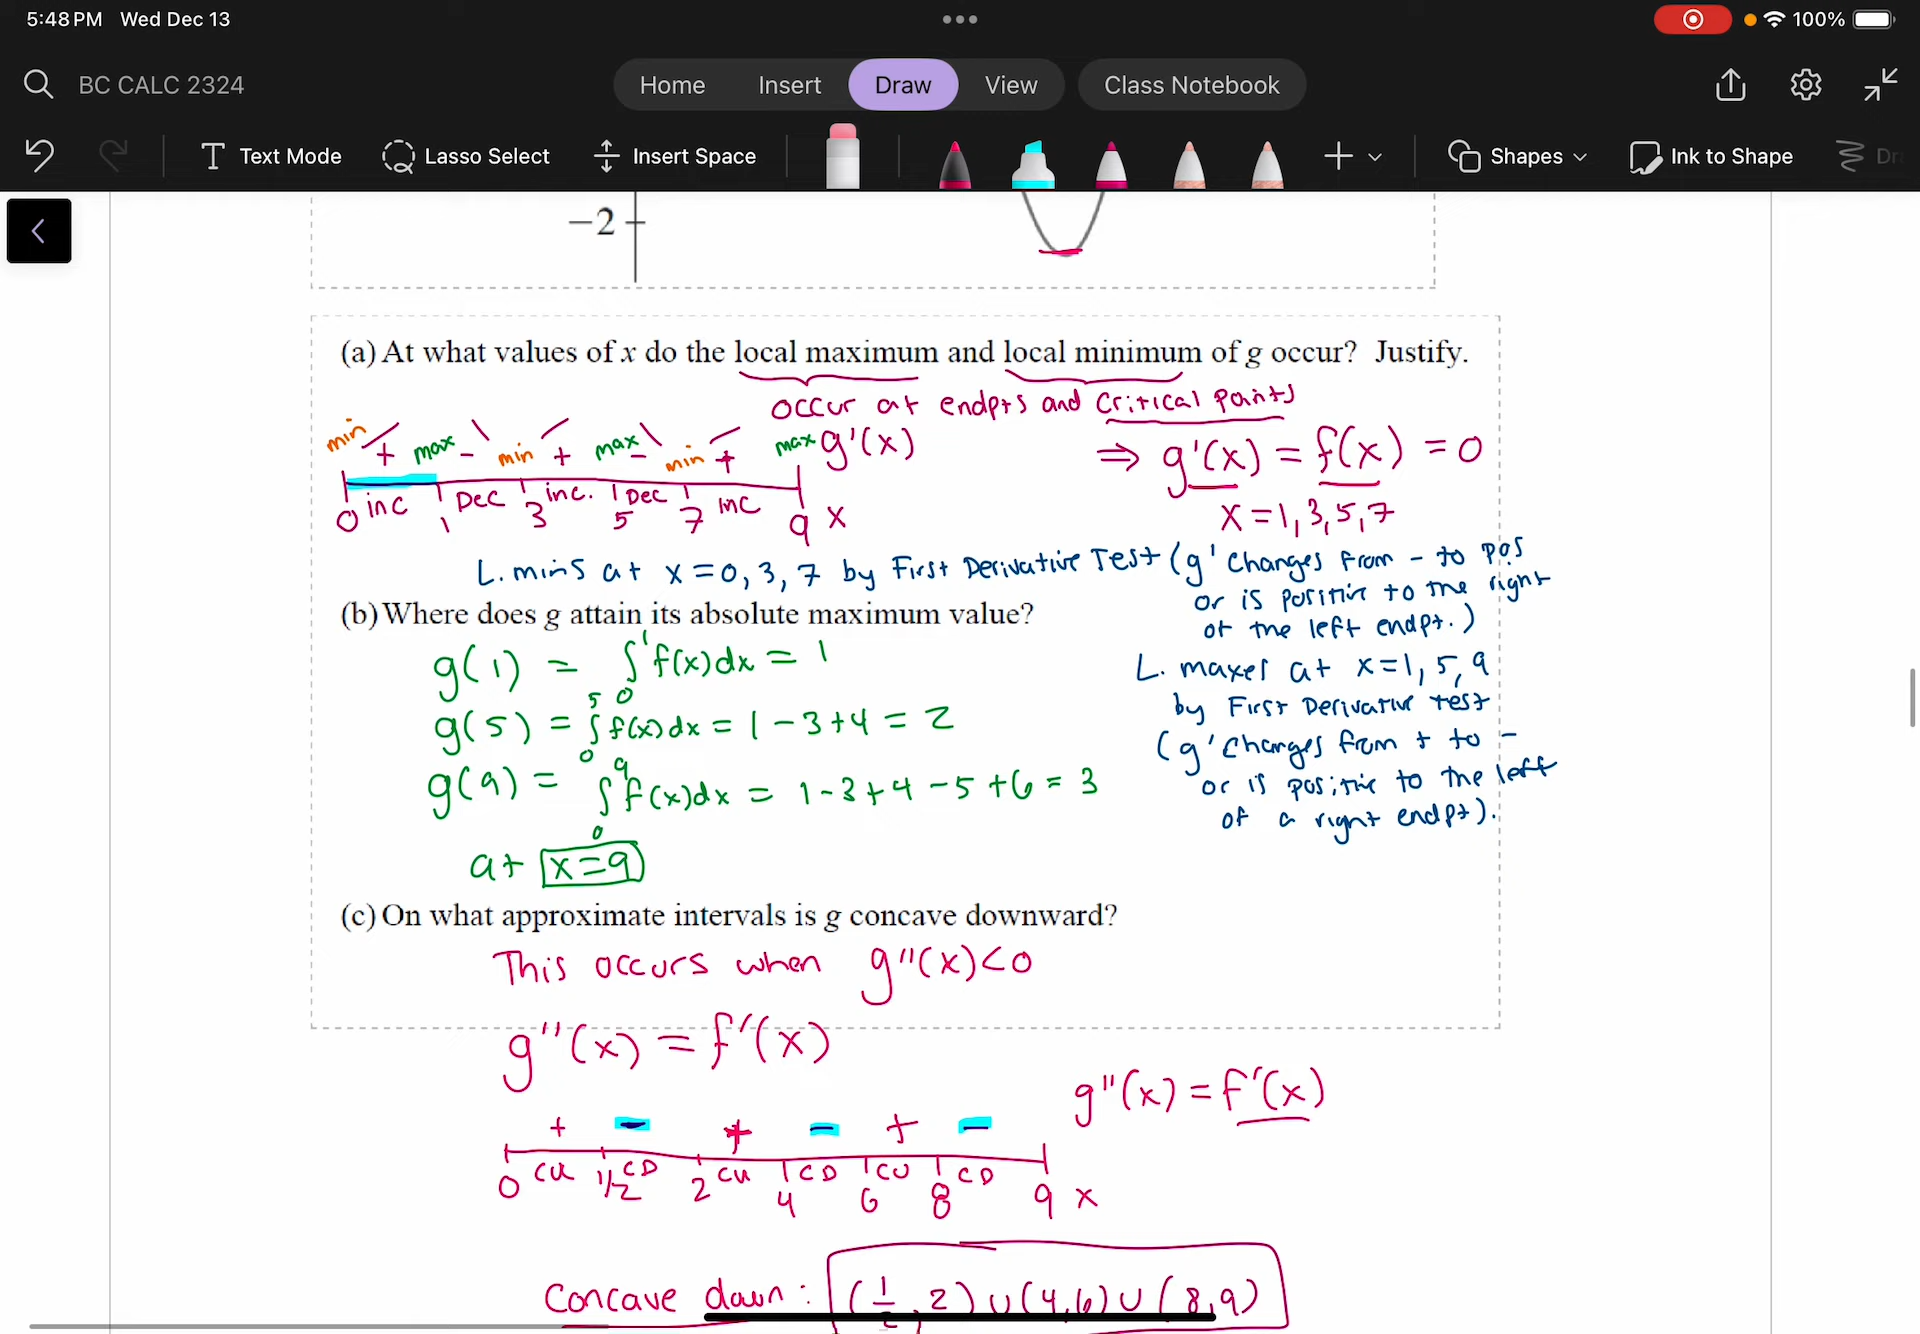 5:48 PM Wed Dec 13
100%
BC CALC 2324
Home Insert Draw View Class Notebook
Text Mode Lasso Select Insert Space Shapes Ink to Shape Dr
−2
(a) At what values of x do the local maximum and local minimum of g occur? Justify.
occur at endpts and critical points
min + max - min + max - min + max g'(x)
⇒ g'(x) = f(x) = 0
0 inc 1 Dec 3 inc. 5 Dec 7 inc 9 x
x = 1, 3, 5, 7
L. mins at x = 0, 3, 7 by First Derivative Test (g' changes from - to pos
or is positive to the right
of the left endpt.)
(b) Where does g attain its absolute maximum value?
g(1) = ∫₀¹ f(x)dx = 1
g(5) = ∫₀⁵ f(x)dx = 1 - 3 + 4 = 2
g(9) = ∫₀⁹ f(x)dx = 1 - 3 + 4 - 5 + 6 = 3
at x = 9
L. maxes at x = 1, 5, 9
by First Derivative test
(g' changes from + to -
or is positive to the left
of a right endpt).
(c) On what approximate intervals is g concave downward?
This occurs when g''(x) < 0
g''(x) = f'(x)
g''(x) = f'(x)
+ - + - + -
0 CU 1/2 CD 2 CU 4 CD 6 CU 8 CD 9 x
Concave down: (1/2, 2) ∪ (4, 6) ∪ (8, 9)